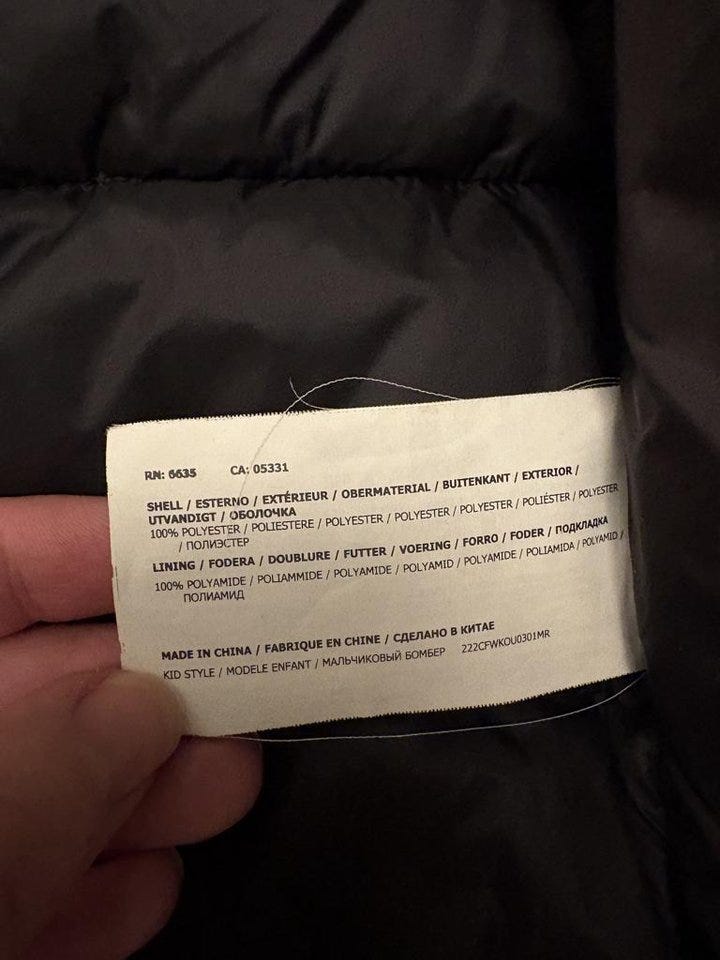 RN: 6635 CA: 05331
SHELL / ESTERNO / EXTÉRIEUR / OBERMATERIAL / BUITENKANT / EXTERIOR /
UTVANDIGT / ОБОЛОЧКА
100% POLYESTER / POLIESTERE / POLYESTER / POLYESTER / POLYESTER / POLIÉSTER / POLYESTER
/ ПОЛИЭСТЕР
LINING / FODERA / DOUBLURE / FUTTER / VOERING / FORRO / FODER / ПОДКЛАДКА
100% POLYAMIDE / POLIAMMIDE / POLYAMIDE / POLYAMID / POLYAMIDE / POLIAMIDA / POLYAMID /
ПОЛИАМИД
MADE IN CHINA / FABRIQUE EN CHINE / СДЕЛАНО В КИТАЕ
KID STYLE / MODELE ENFANT / МАЛЬЧИКОВЫЙ БОМБЕР 222CFWKOU0301MR